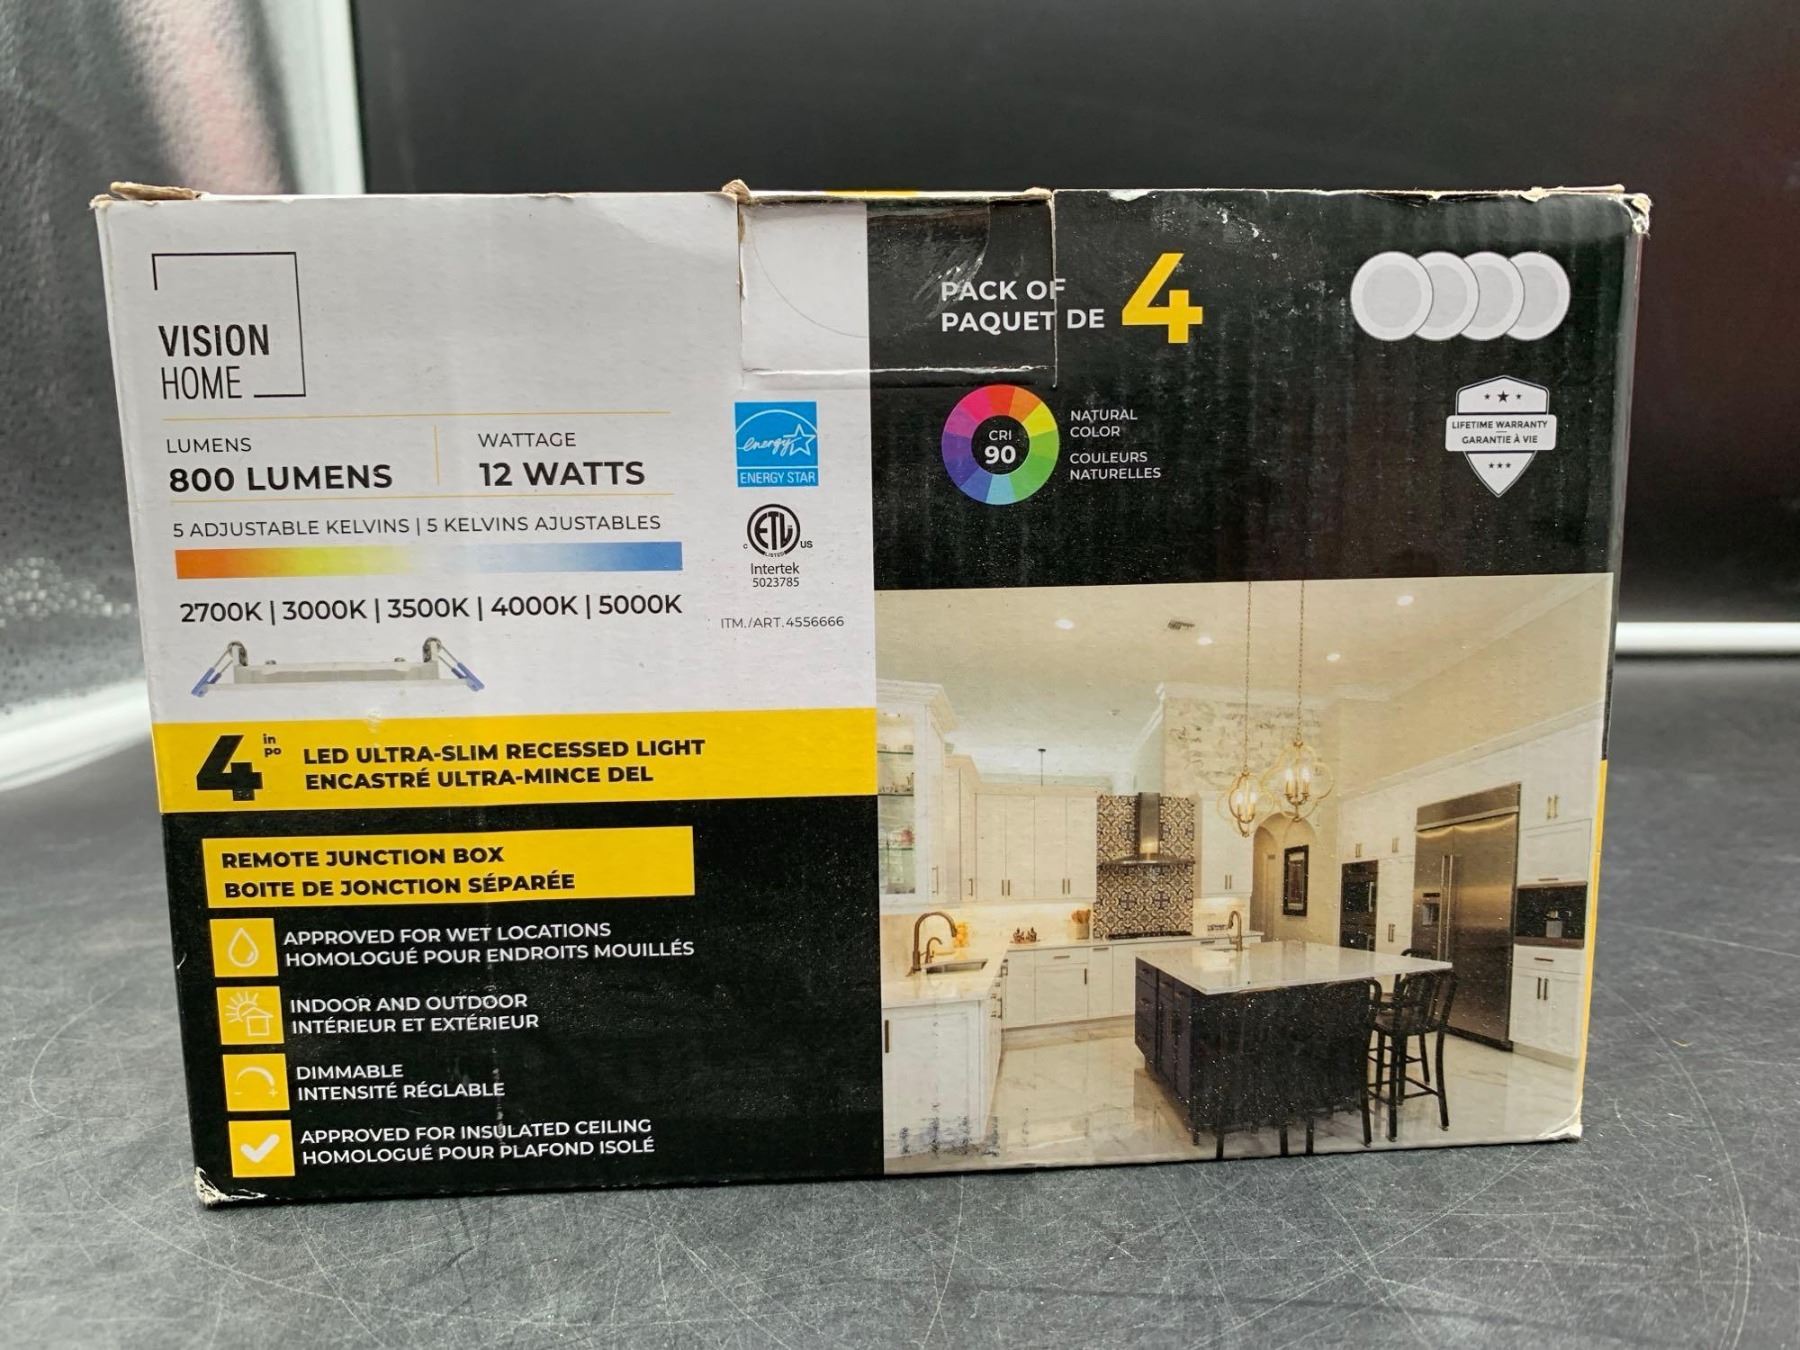 VISION
HOME
LUMENS
800 LUMENS
WATTAGE
12 WATTS
5 ADJUSTABLE KELVINS | 5 KELVINS AJUSTABLES
2700K | 3000K | 3500K | 4000K | 5000K
energy
ENERGY STAR
ETL
LISTED
C US
Intertek
5023785
ITM./ART.4556666
4 in
po
LED ULTRA-SLIM RECESSED LIGHT
ENCASTRÉ ULTRA-MINCE DEL
REMOTE JUNCTION BOX
BOITE DE JONCTION SÉPARÉE
APPROVED FOR WET LOCATIONS
HOMOLOGUÉ POUR ENDROITS MOUILLÉS
INDOOR AND OUTDOOR
INTÉRIEUR ET EXTÉRIEUR
DIMMABLE
INTENSITÉ RÉGLABLE
APPROVED FOR INSULATED CEILING
HOMOLOGUÉ POUR PLAFOND ISOLÉ
PACK OF
PAQUET DE 4
CRI
90
NATURAL
COLOR
COULEURS
NATURELLES
LIFETIME WARRANTY
GARANTIE À VIE